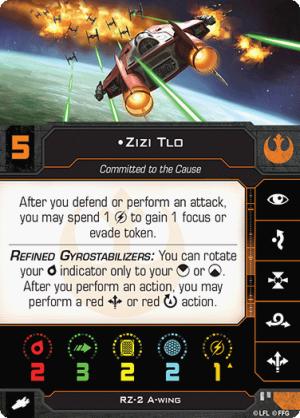 •Zizi Tlo
5
Committed to the Cause
After you defend or perform an attack,
you may spend 1 to gain 1 focus or
evade token.
Refined Gyrostabilizers: You can rotate
your indicator only to your or .
After you perform an action, you may
perform a red or red action.
2 3 2 2 1
RZ-2 A-wing
©LFL ©FFG